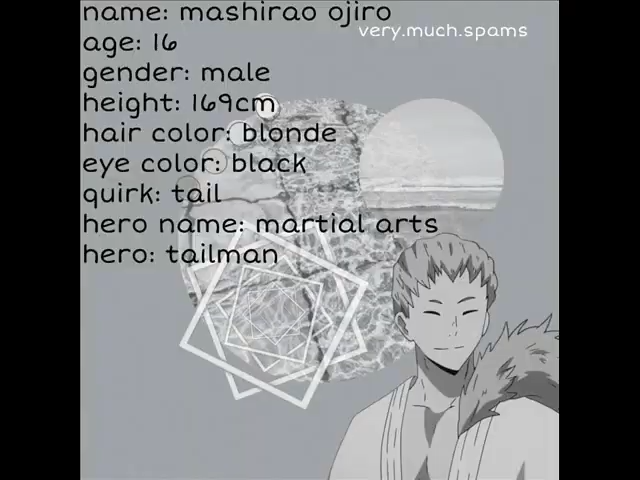 name: mashirao ojiro
very.much.spams
age: 16
gender: male
height: 169cm
hair color: blonde
eye color: black
quirk: tail
hero name: martial arts
hero: tailman